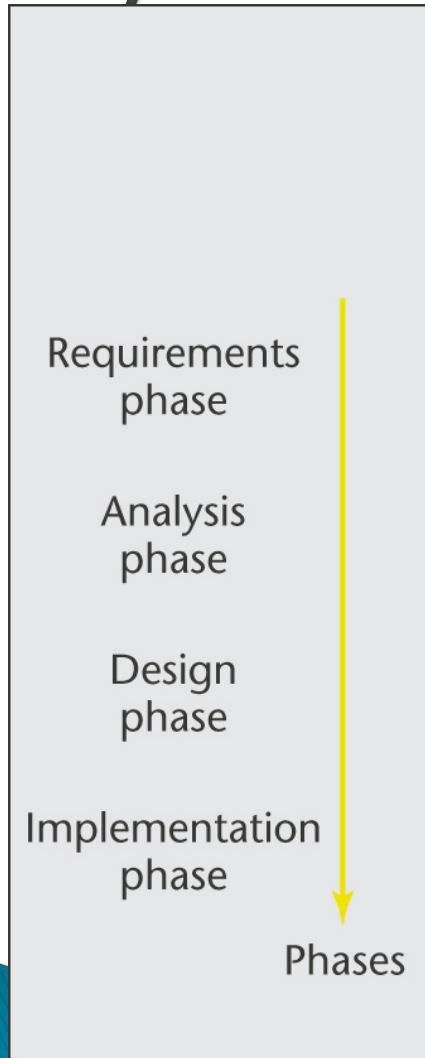 Requirements
phase
Analysis
phase
Design
phase
Implementation
phase
Phases